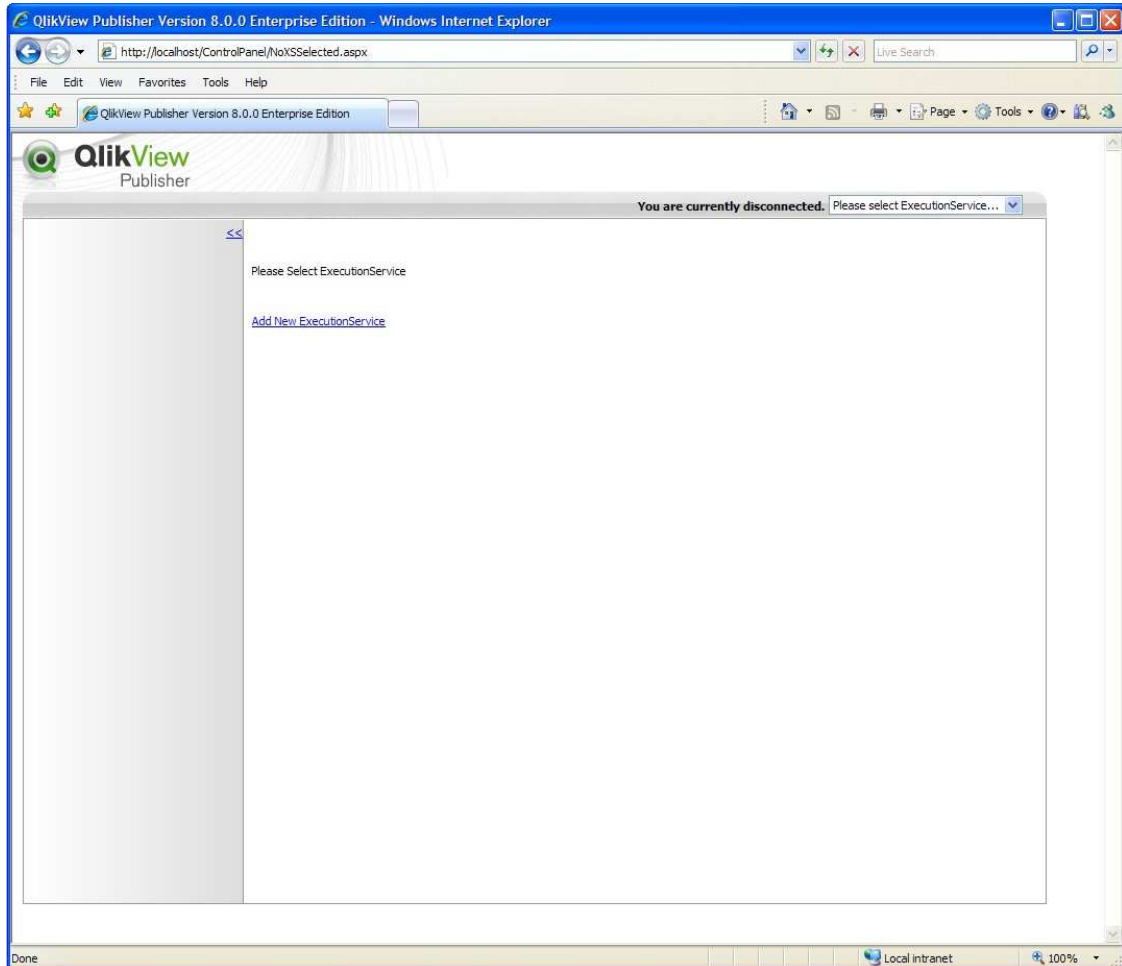 QlikView Publisher Version 8.0.0 Enterprise Edition - Windows Internet Explorer
http://localhost/ControlPanel/NoXSSelected.aspx
Live Search
File Edit View Favorites Tools Help
QlikView Publisher Version 8.0.0 Enterprise Edition
Page Tools
QlikView
Publisher
You are currently disconnected. Please select ExecutionService...
<<
Please Select ExecutionService
Add New ExecutionService
Done
Local intranet
100%